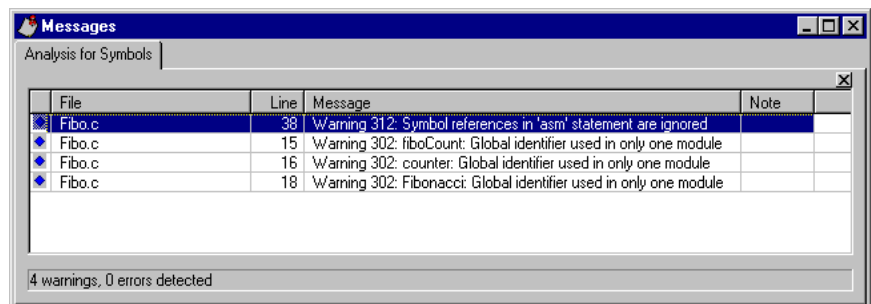 Messages
Analysis for Symbols
File Line Message Note
Fibo.c 38 Warning 312: Symbol references in 'asm' statement are ignored
Fibo.c 15 Warning 302: fiboCount: Global identifier used in only one module
Fibo.c 16 Warning 302: counter: Global identifier used in only one module
Fibo.c 18 Warning 302: Fibonacci: Global identifier used in only one module
4 warnings, 0 errors detected